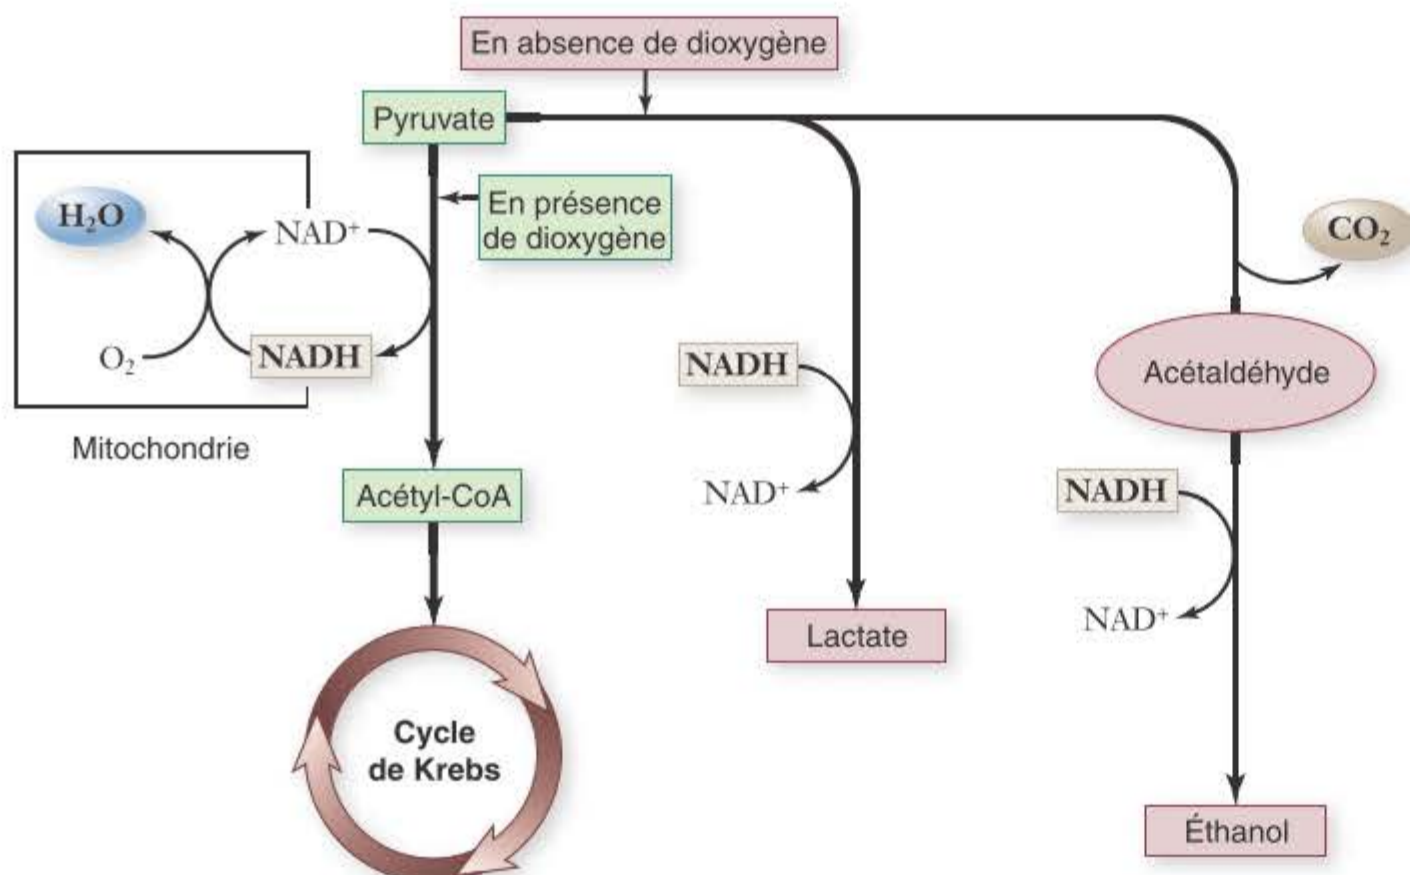 En absence de dioxygène
Pyruvate
En présence
de dioxygène
H₂O
NAD⁺
O₂
NADH
Mitochondrie
Acétyl-CoA
Cycle
de Krebs
NADH
NAD⁺
Lactate
CO₂
Acétaldéhyde
NADH
NAD⁺
Éthanol